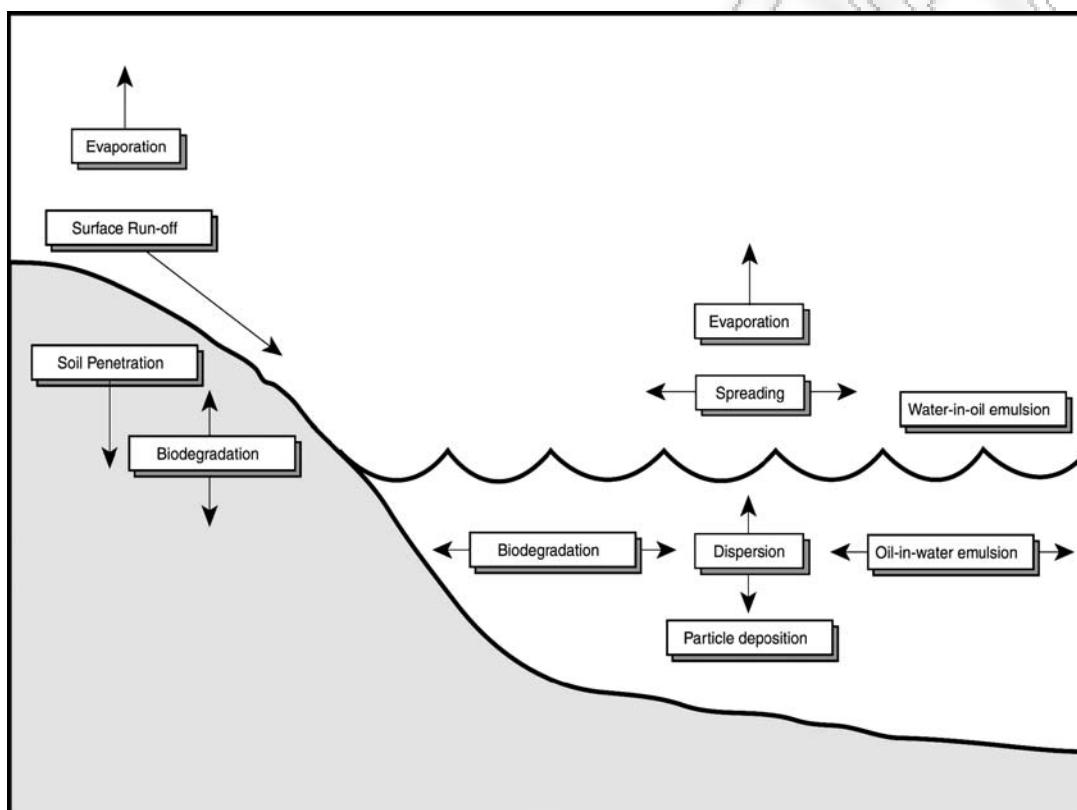 Evaporation
Surface Run-off
Soil Penetration
Biodegradation
Evaporation
Spreading
Water-in-oil emulsion
Biodegradation
Dispersion
Oil-in-water emulsion
Particle deposition